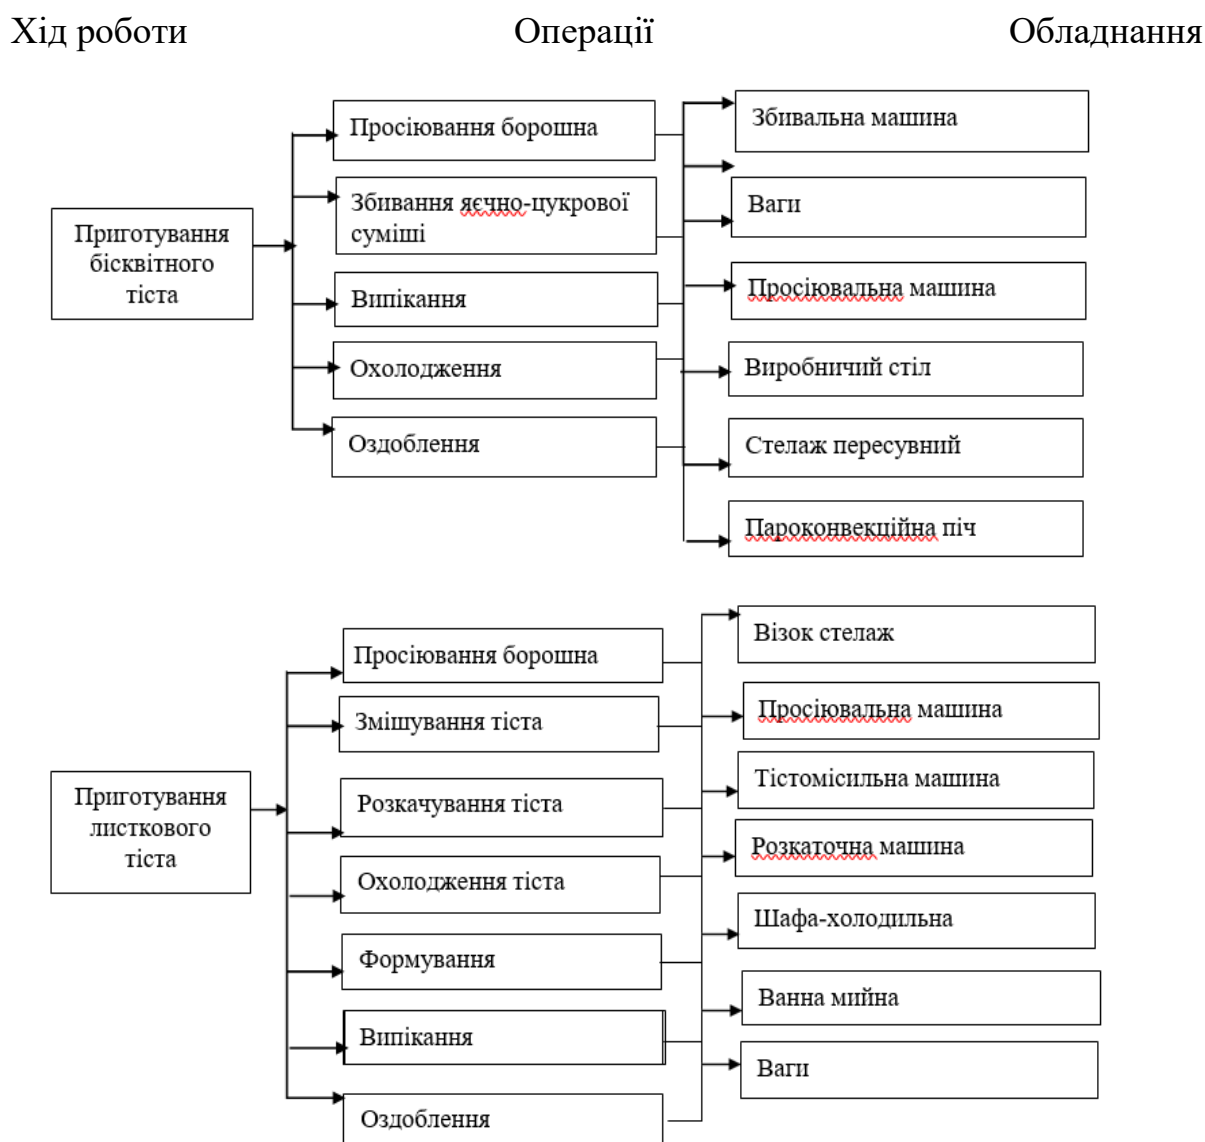 Хід роботи Операції Обладнання
Приготування
бісквітного
тіста
Просіювання борошна
Збивання яєчно-цукрової
суміші
Випікання
Охолодження
Оздоблення
Збивальна машина
Ваги
Просіювальна машина
Виробничий стіл
Стелаж пересувний
Пароконвекційна піч
Приготування
листкового
тіста
Просіювання борошна
Змішування тіста
Розкачування тіста
Охолодження тіста
Формування
Випікання
Оздоблення
Візок стелаж
Просіювальна машина
Тістомісильна машина
Розкаточна машина
Шафа-холодильна
Ванна мийна
Ваги